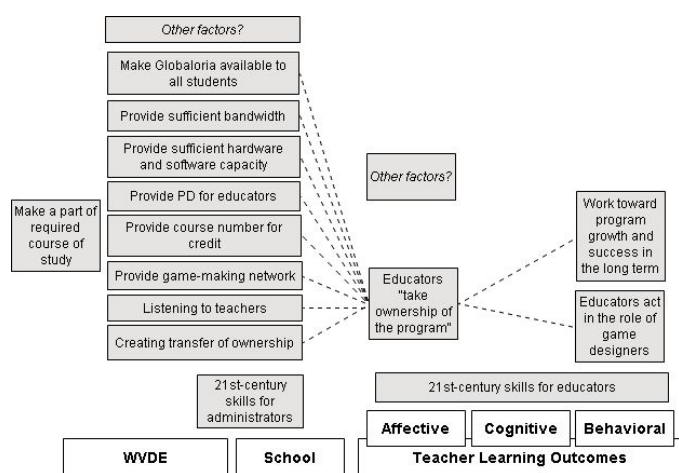 Other factors?
Make Globaloria available to
all students
Provide sufficient bandwidth
Provide sufficient hardware
and software capacity
Provide PD for educators
Provide course number for
credit
Provide game-making network
Listening to teachers
Creating transfer of ownership
Make a part of
required
course of
study
21st-century
skills for
administrators
WVDE
School
Other factors?
Educators
"take
ownership of
the program"
Work toward
program
growth and
success in
the long term
Educators act
in the role of
game
designers
21st-century skills for educators
Affective
Cognitive
Behavioral
Teacher Learning Outcomes